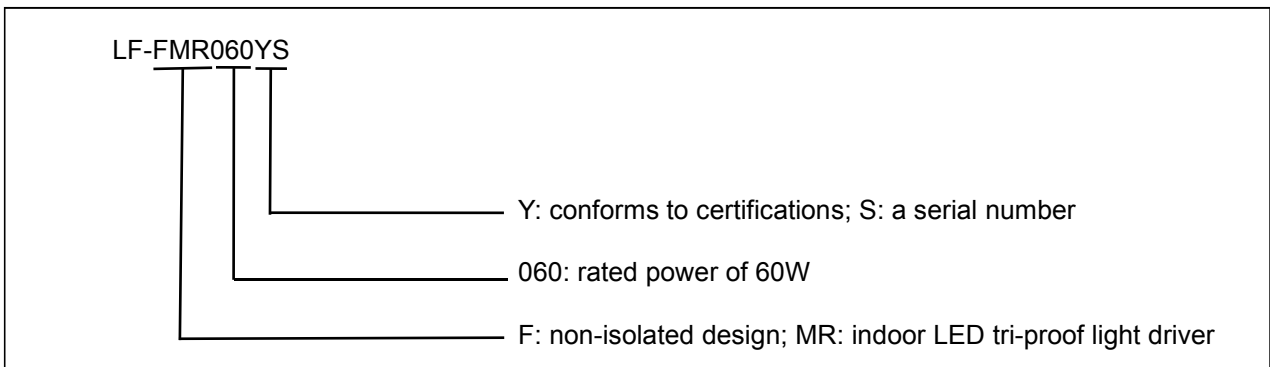 LF-FMR060YS
Y: conforms to certifications; S: a serial number
060: rated power of 60W
F: non-isolated design; MR: indoor LED tri-proof light driver